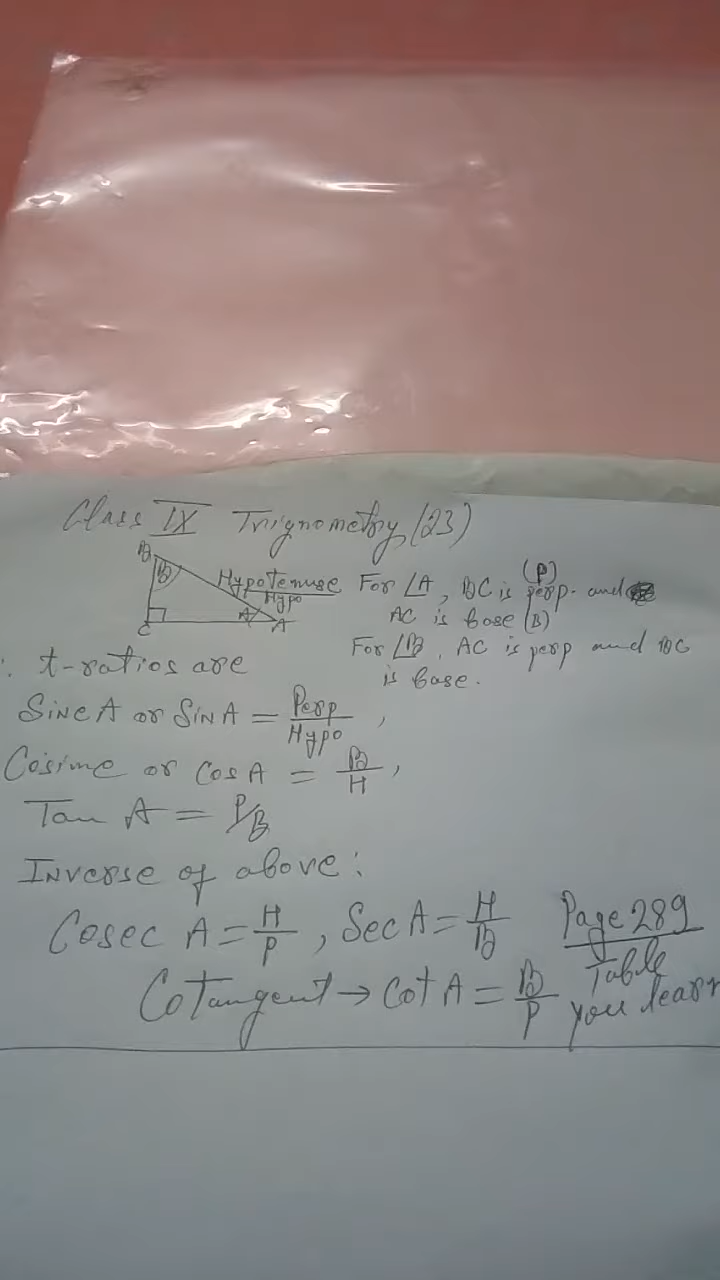 Class IX Trignometry (23)
B
B
Hypotenuse
Hypo
A
A
C
For ∠A, BC is perp. (P) and
AC is base (B)
For ∠B, AC is perp and BC
is base.
∴ t-ratios are
Sine A or Sin A = Perp/Hypo,
Cosine or Cos A = B/H,
Tan A = P/B
Inverse of above:
Cosec A = H/P, Sec A = H/B
Page 289
Table
you learn
Cotangent → Cot A = B/P